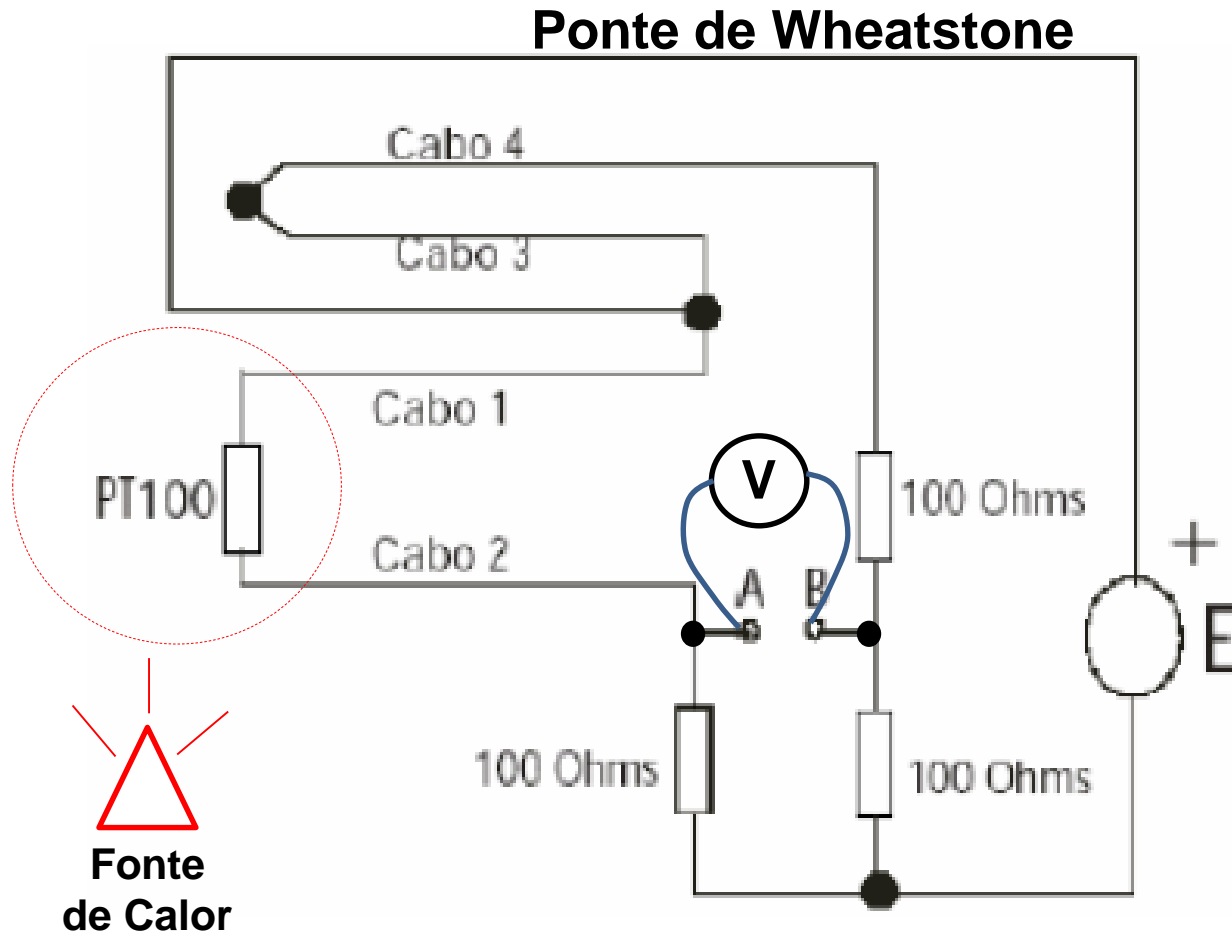 Ponte de Wheatstone
Cabo 4
Cabo 3
Cabo 1
PT100
V
100 Ohms
+
Cabo 2
A B
E
100 Ohms
100 Ohms
Fonte
de Calor